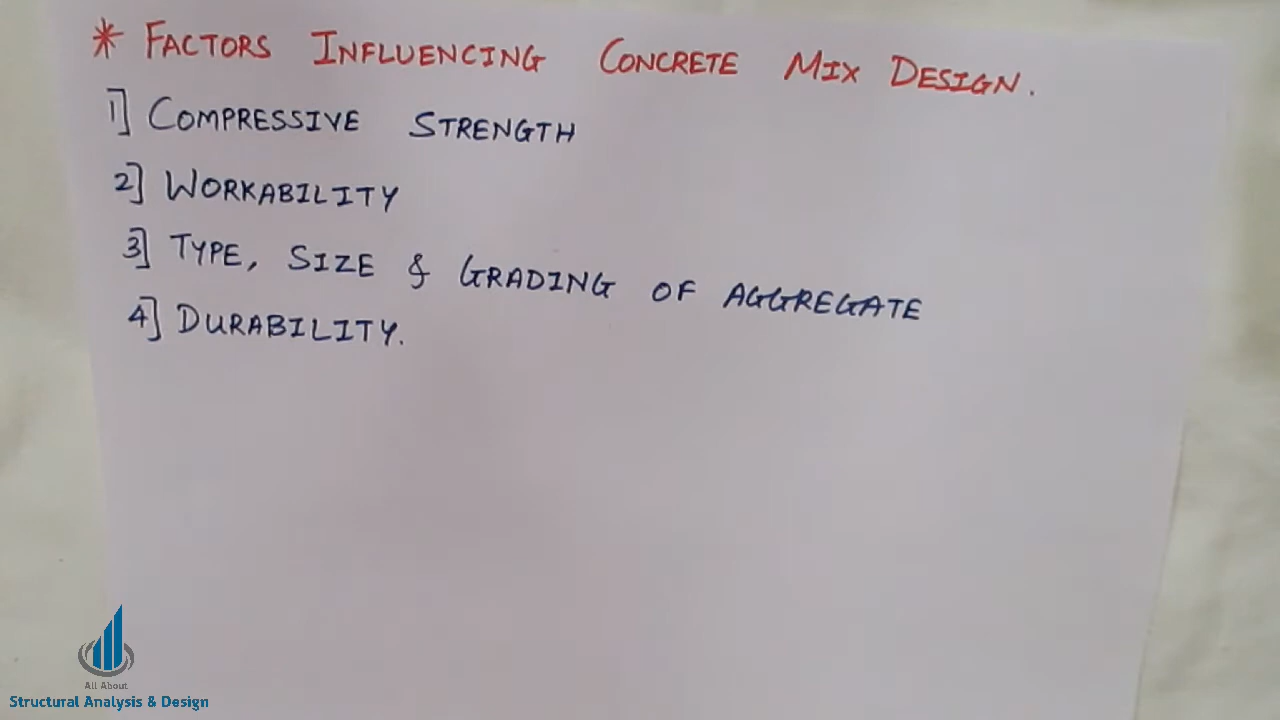 * FACTORS INFLUENCING CONCRETE MIX DESIGN.
1] COMPRESSIVE STRENGTH
2] WORKABILITY
3] TYPE, SIZE & GRADING OF AGGREGATE
4] DURABILITY.
All About
Structural Analysis & Design